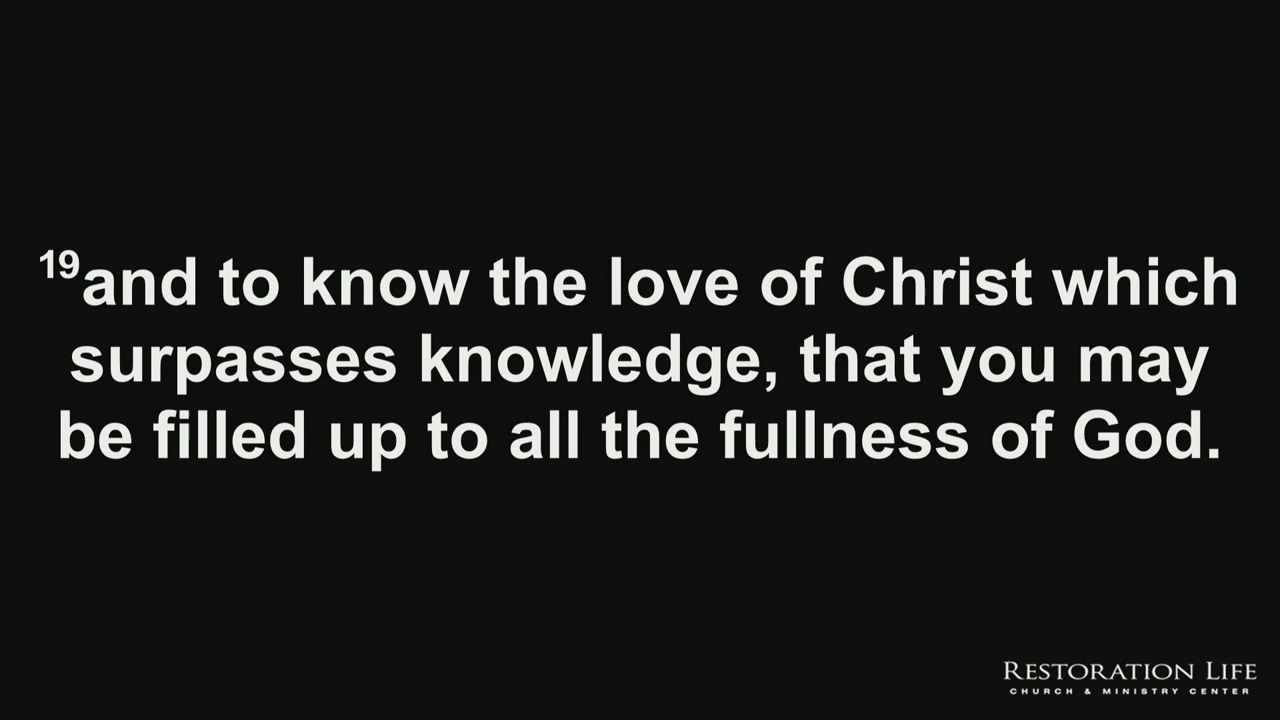 ¹⁹and to know the love of Christ which
surpasses knowledge, that you may
be filled up to all the fullness of God.
RESTORATION LIFE
CHURCH & MINISTRY CENTER